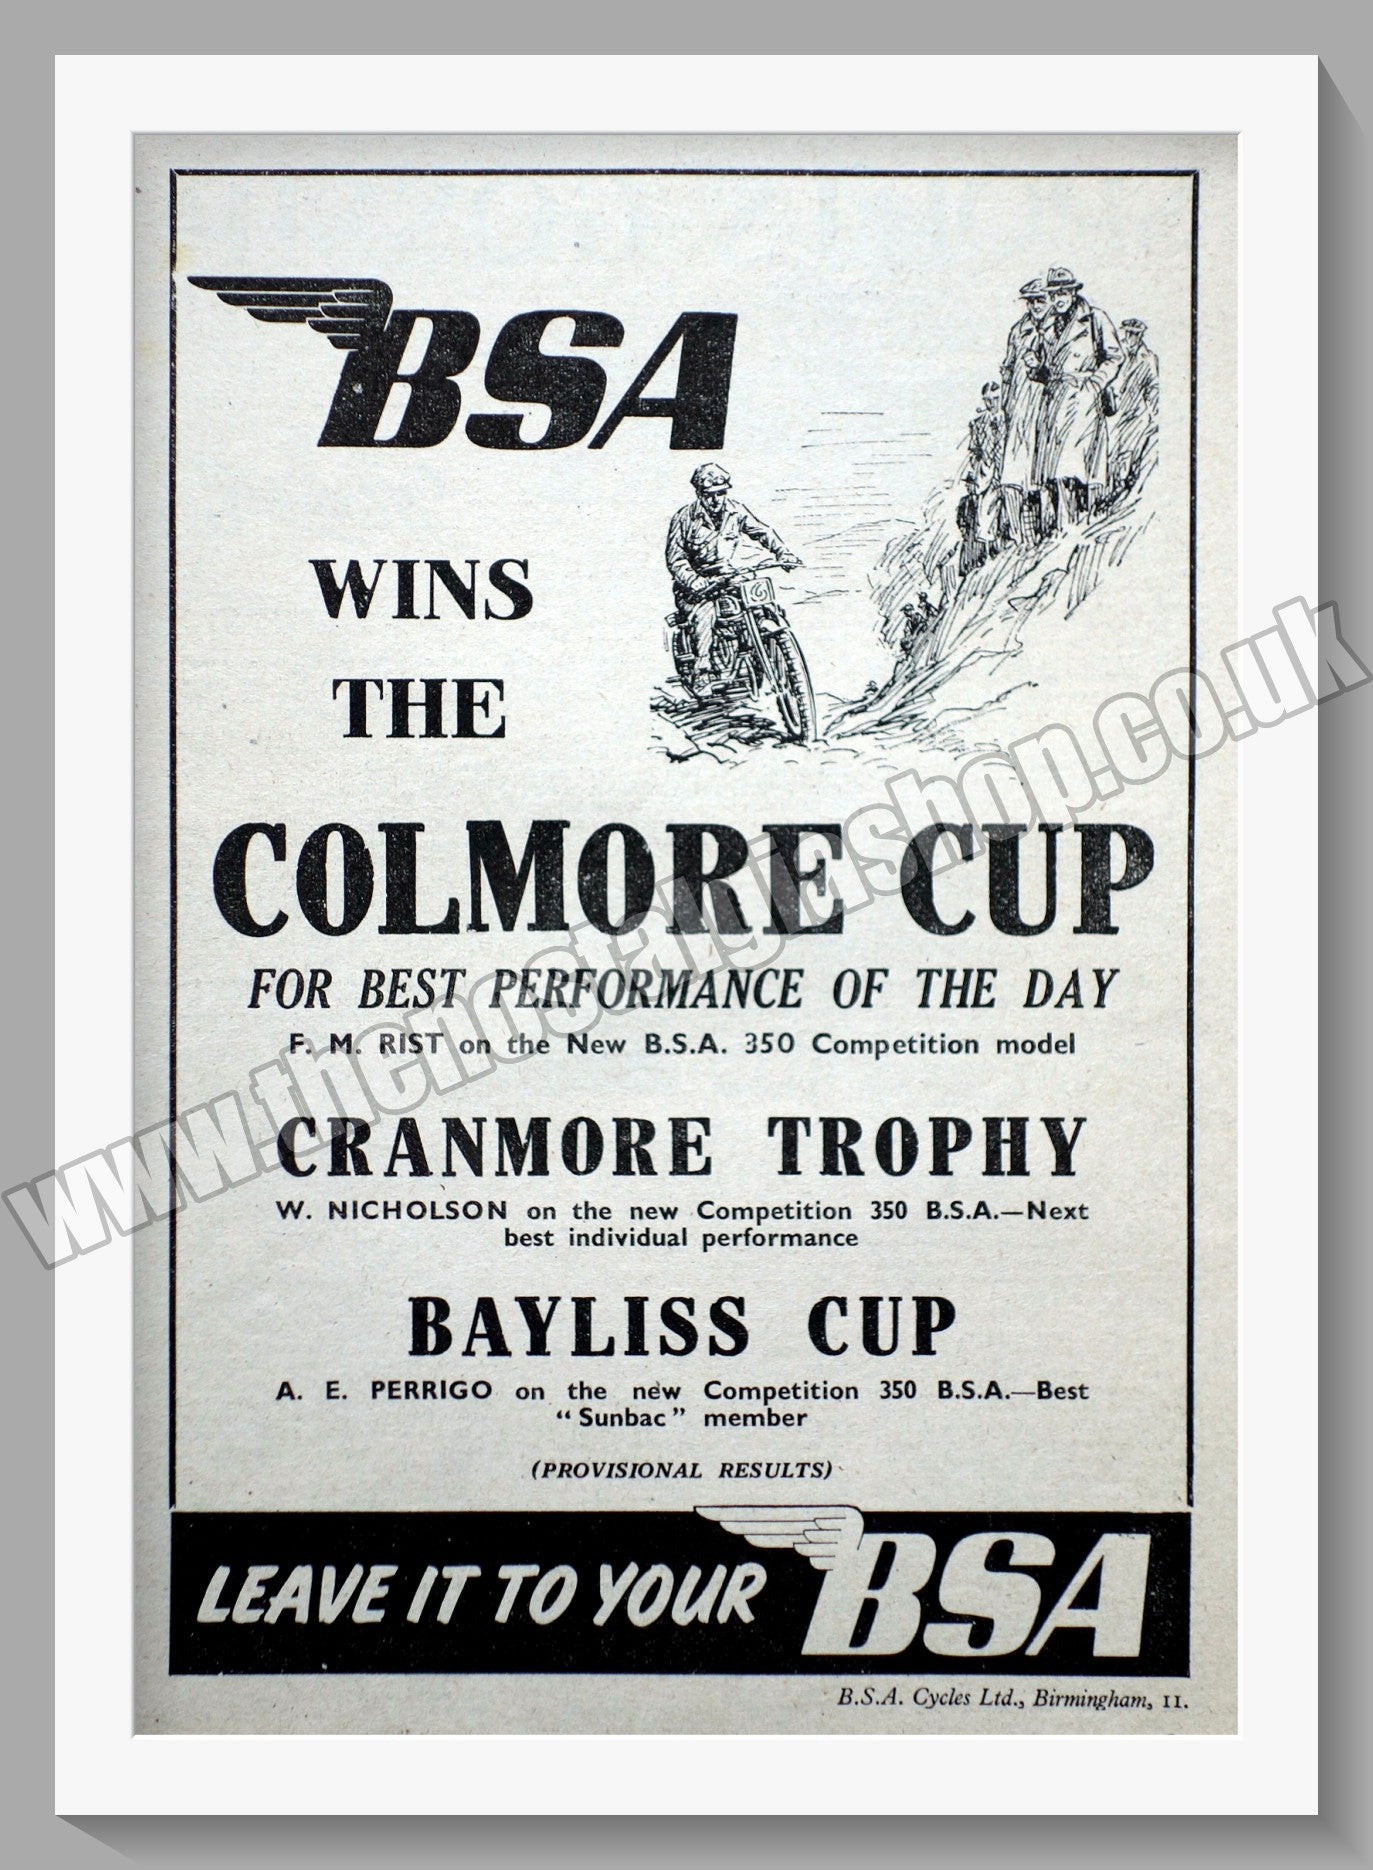 BSA
WINS
THE
6
COLMORE CUP
FOR BEST PERFORMANCE OF THE DAY
F. M. RIST on the New B.S.A. 350 Competition model
CRANMORE TROPHY
W. NICHOLSON on the new Competition 350 B.S.A.—Next
best individual performance
BAYLISS CUP
A. E. PERRIGO on the new Competition 350 B.S.A.—Best
“Sunbac” member
(PROVISIONAL RESULTS)
LEAVE IT TO YOUR BSA
B.S.A. Cycles Ltd., Birmingham, 11.
www.thenostalgiashop.co.uk